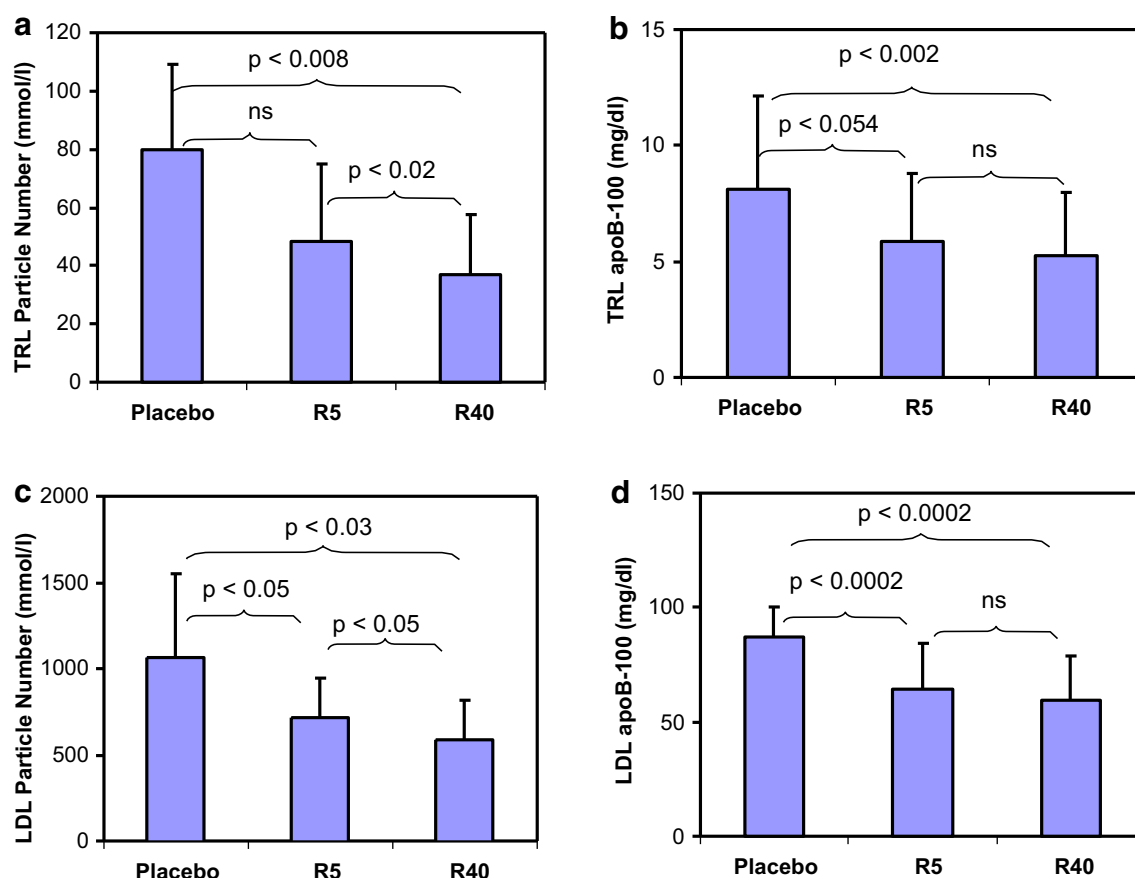 a
TRL Particle Number (mmol/l)
120
100
80
60
40
20
0
p < 0.008
ns
p < 0.02
Placebo R5 R40
b
TRL apoB-100 (mg/dl)
15
10
5
0
p < 0.002
p < 0.054
ns
Placebo R5 R40
c
LDL Particle Number (mmol/l)
2000
1500
1000
500
0
p < 0.03
p < 0.05
p < 0.05
Placebo R5 R40
d
LDL apoB-100 (mg/dl)
150
100
50
0
p < 0.0002
p < 0.0002
ns
Placebo R5 R40